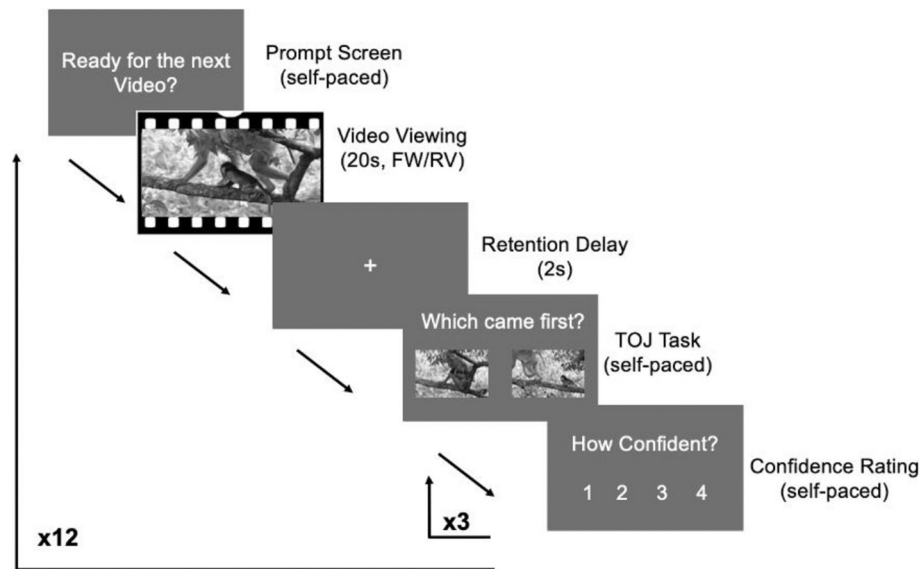 Ready for the next
Video?
Prompt Screen
(self-paced)
Video Viewing
(20s, FW/RV)
+
Retention Delay
(2s)
Which came first?
TOJ Task
(self-paced)
How Confident?
1 2 3 4
Confidence Rating
(self-paced)
x3
x12